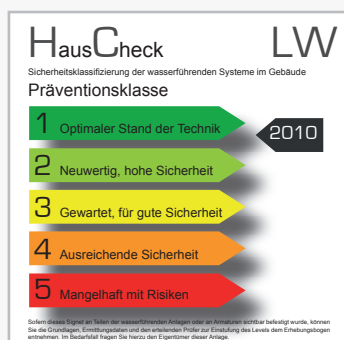 HausCheck LW
Sicherheitsklassifizierung der wasserführenden Systeme im Gebäude
Präventionsklasse
1 Optimaler Stand der Technik
2010
2 Neuwertig, hohe Sicherheit
3 Gewartet, für gute Sicherheit
4 Ausreichende Sicherheit
5 Mangelhaft mit Risiken
Sofern dieses Signet an Teilen der wasserführenden Anlagen oder an Armaturen sichtbar befestigt wurde, können
Sie die Grundlagen, Ermittlungsdaten und den erteilenden Prüfer zur Einstufung des Levels dem Erhebungsbogen
entnehmen. Im Bedarfsfall fragen Sie hierzu den Eigentümer dieser Anlage.